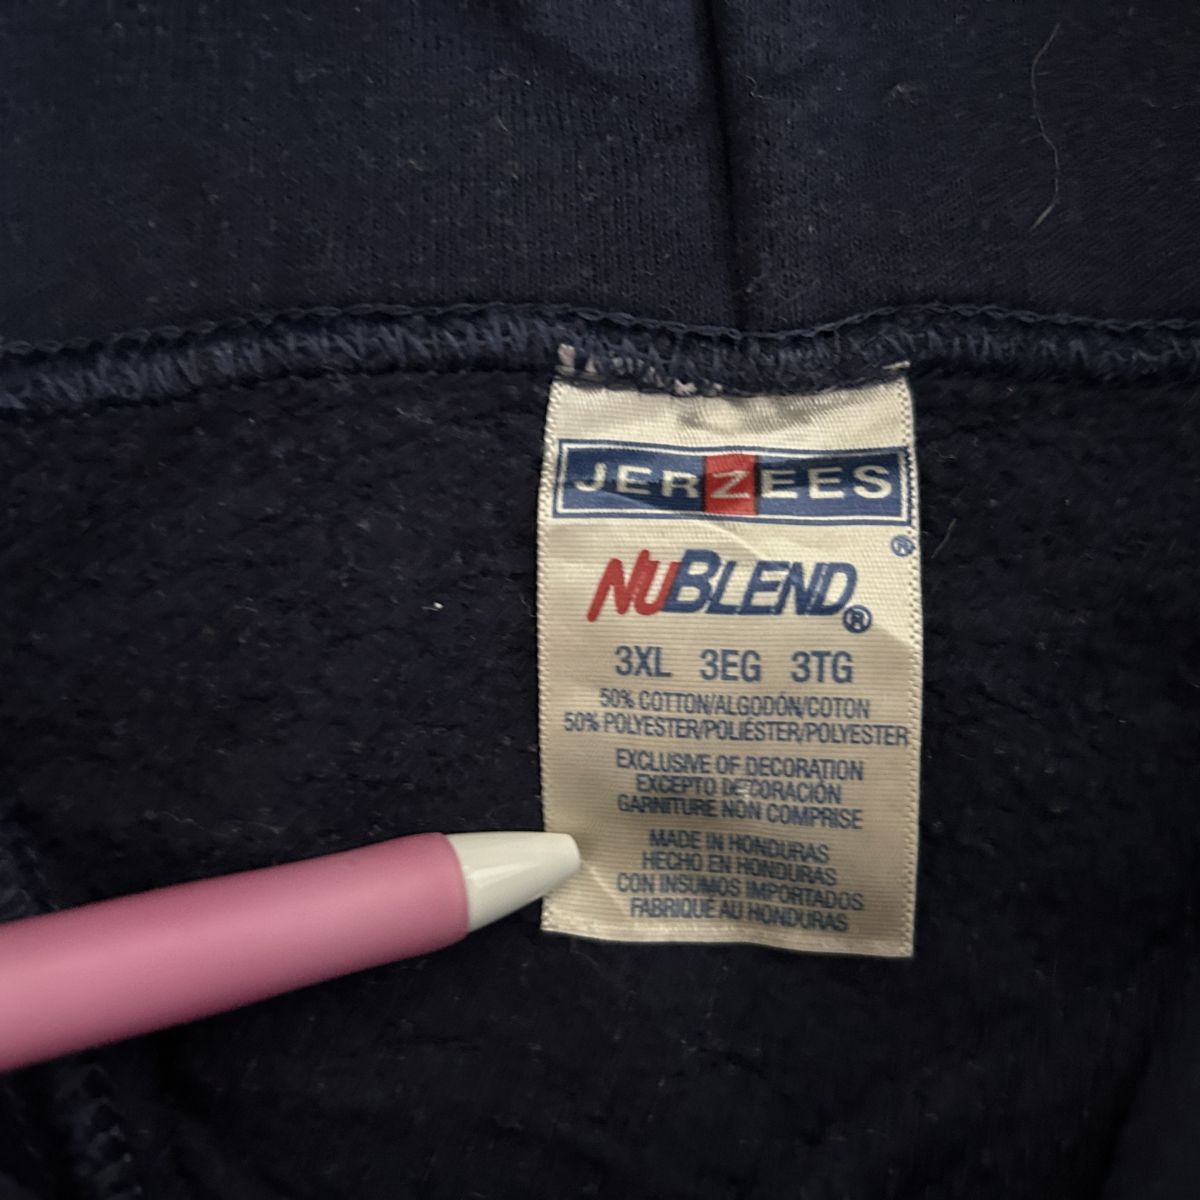 JERZEES
®
NUBLEND®
3XL 3EG 3TG
50% COTTON/ALGODÓN/COTON
50% POLYESTER/POLIÉSTER/POLYESTER
EXCLUSIVE OF DECORATION
EXCEPTO DECORACIÓN
GARNITURE NON COMPRISE
MADE IN HONDURAS
HECHO EN HONDURAS
CON INSUMOS IMPORTADOS
FABRIQUÉ AU HONDURAS